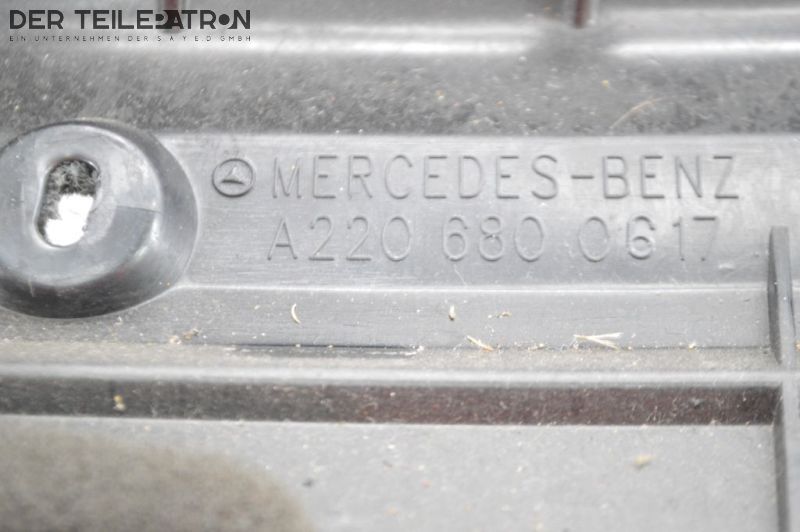 DER TEILEPATRON
EIN UNTERNEHMEN DER S A Y E.D GMBH
MERCEDES-BENZ
A220 680 0617